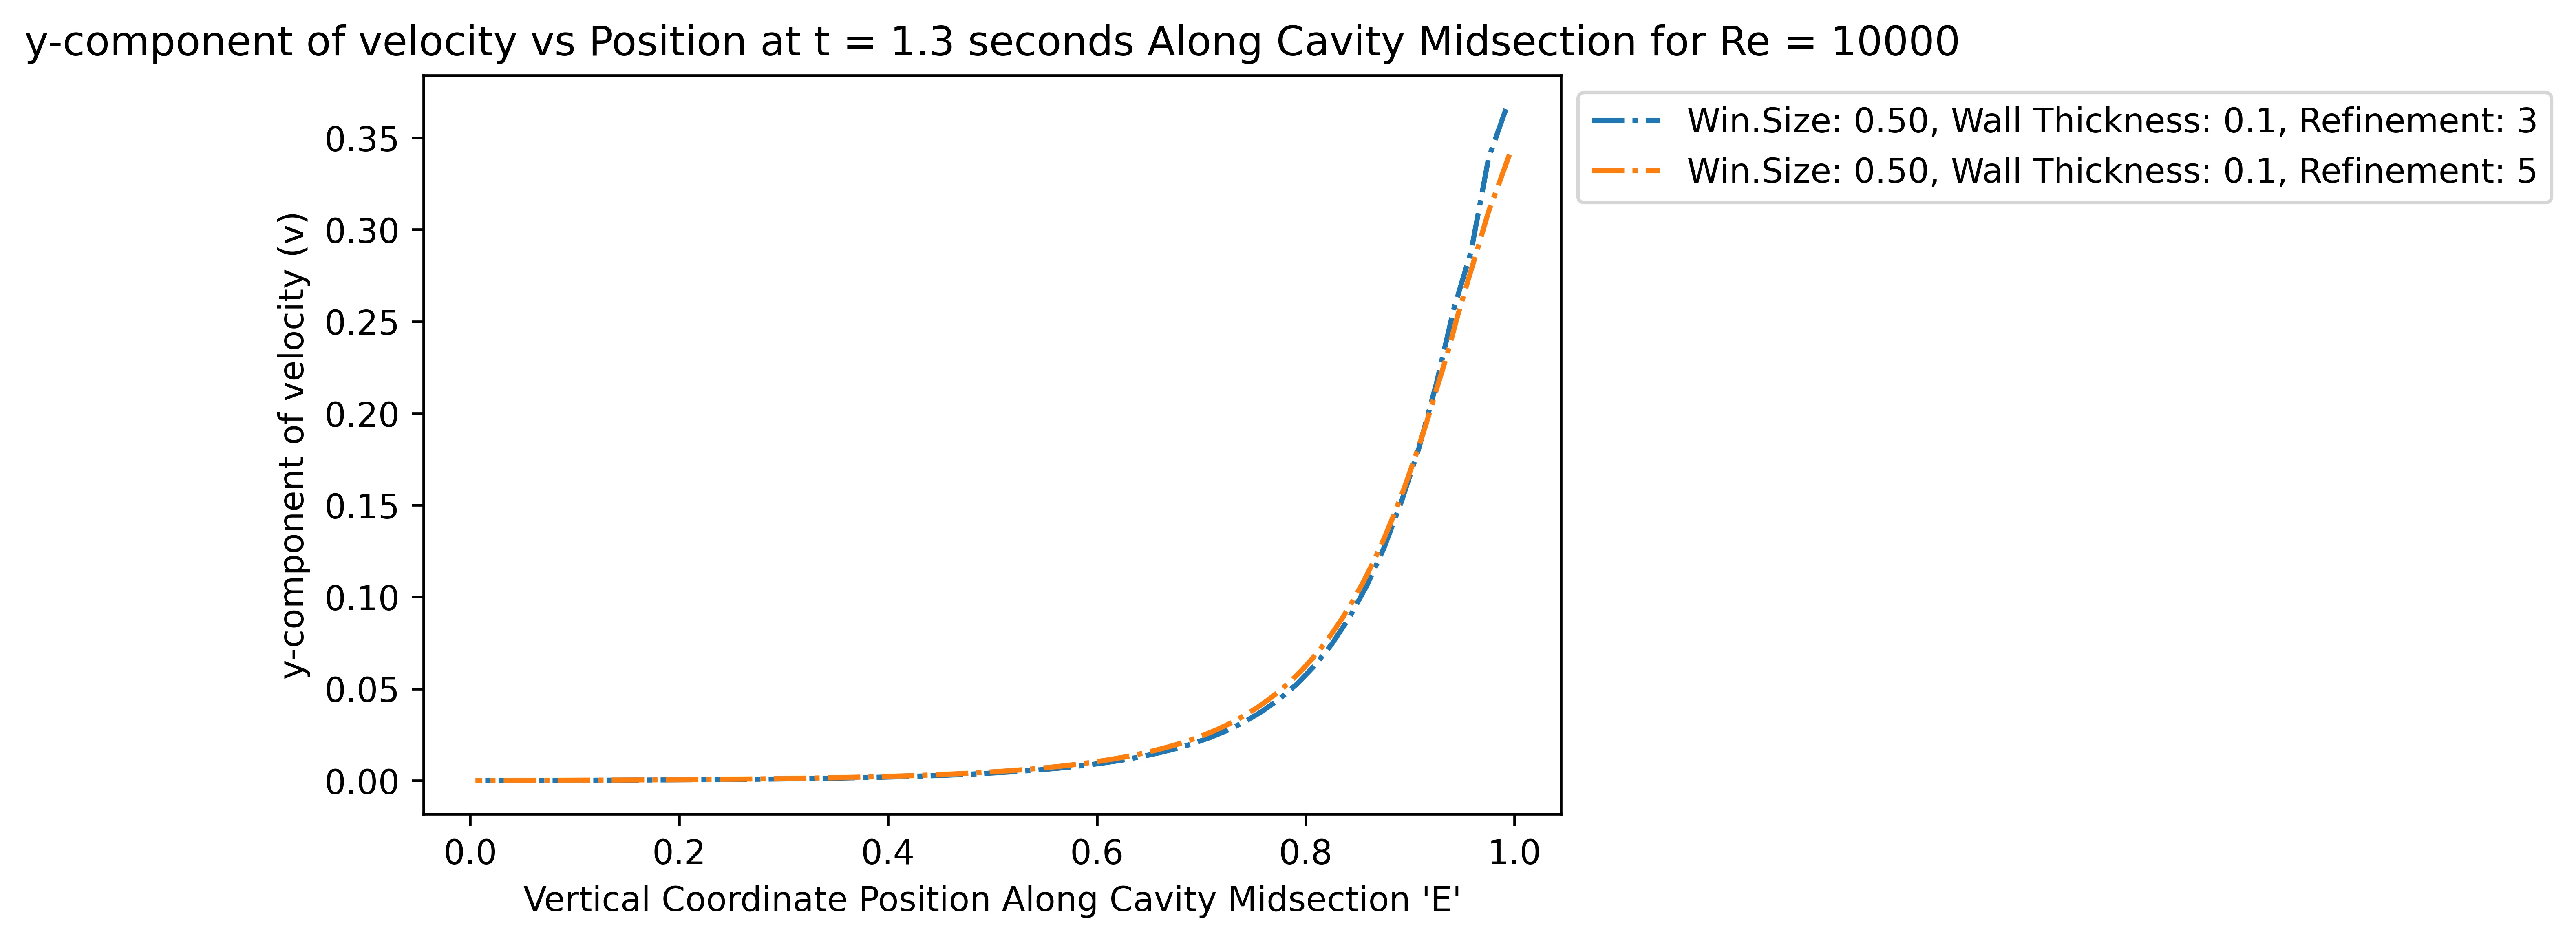 y-component of velocity vs Position at t = 1.3 seconds Along Cavity Midsection for Re = 10000
Win.Size: 0.50, Wall Thickness: 0.1, Refinement: 3
Win.Size: 0.50, Wall Thickness: 0.1, Refinement: 5
y-component of velocity (v)
0.35
0.30
0.25
0.20
0.15
0.10
0.05
0.00
0.0 0.2 0.4 0.6 0.8 1.0
Vertical Coordinate Position Along Cavity Midsection 'E'